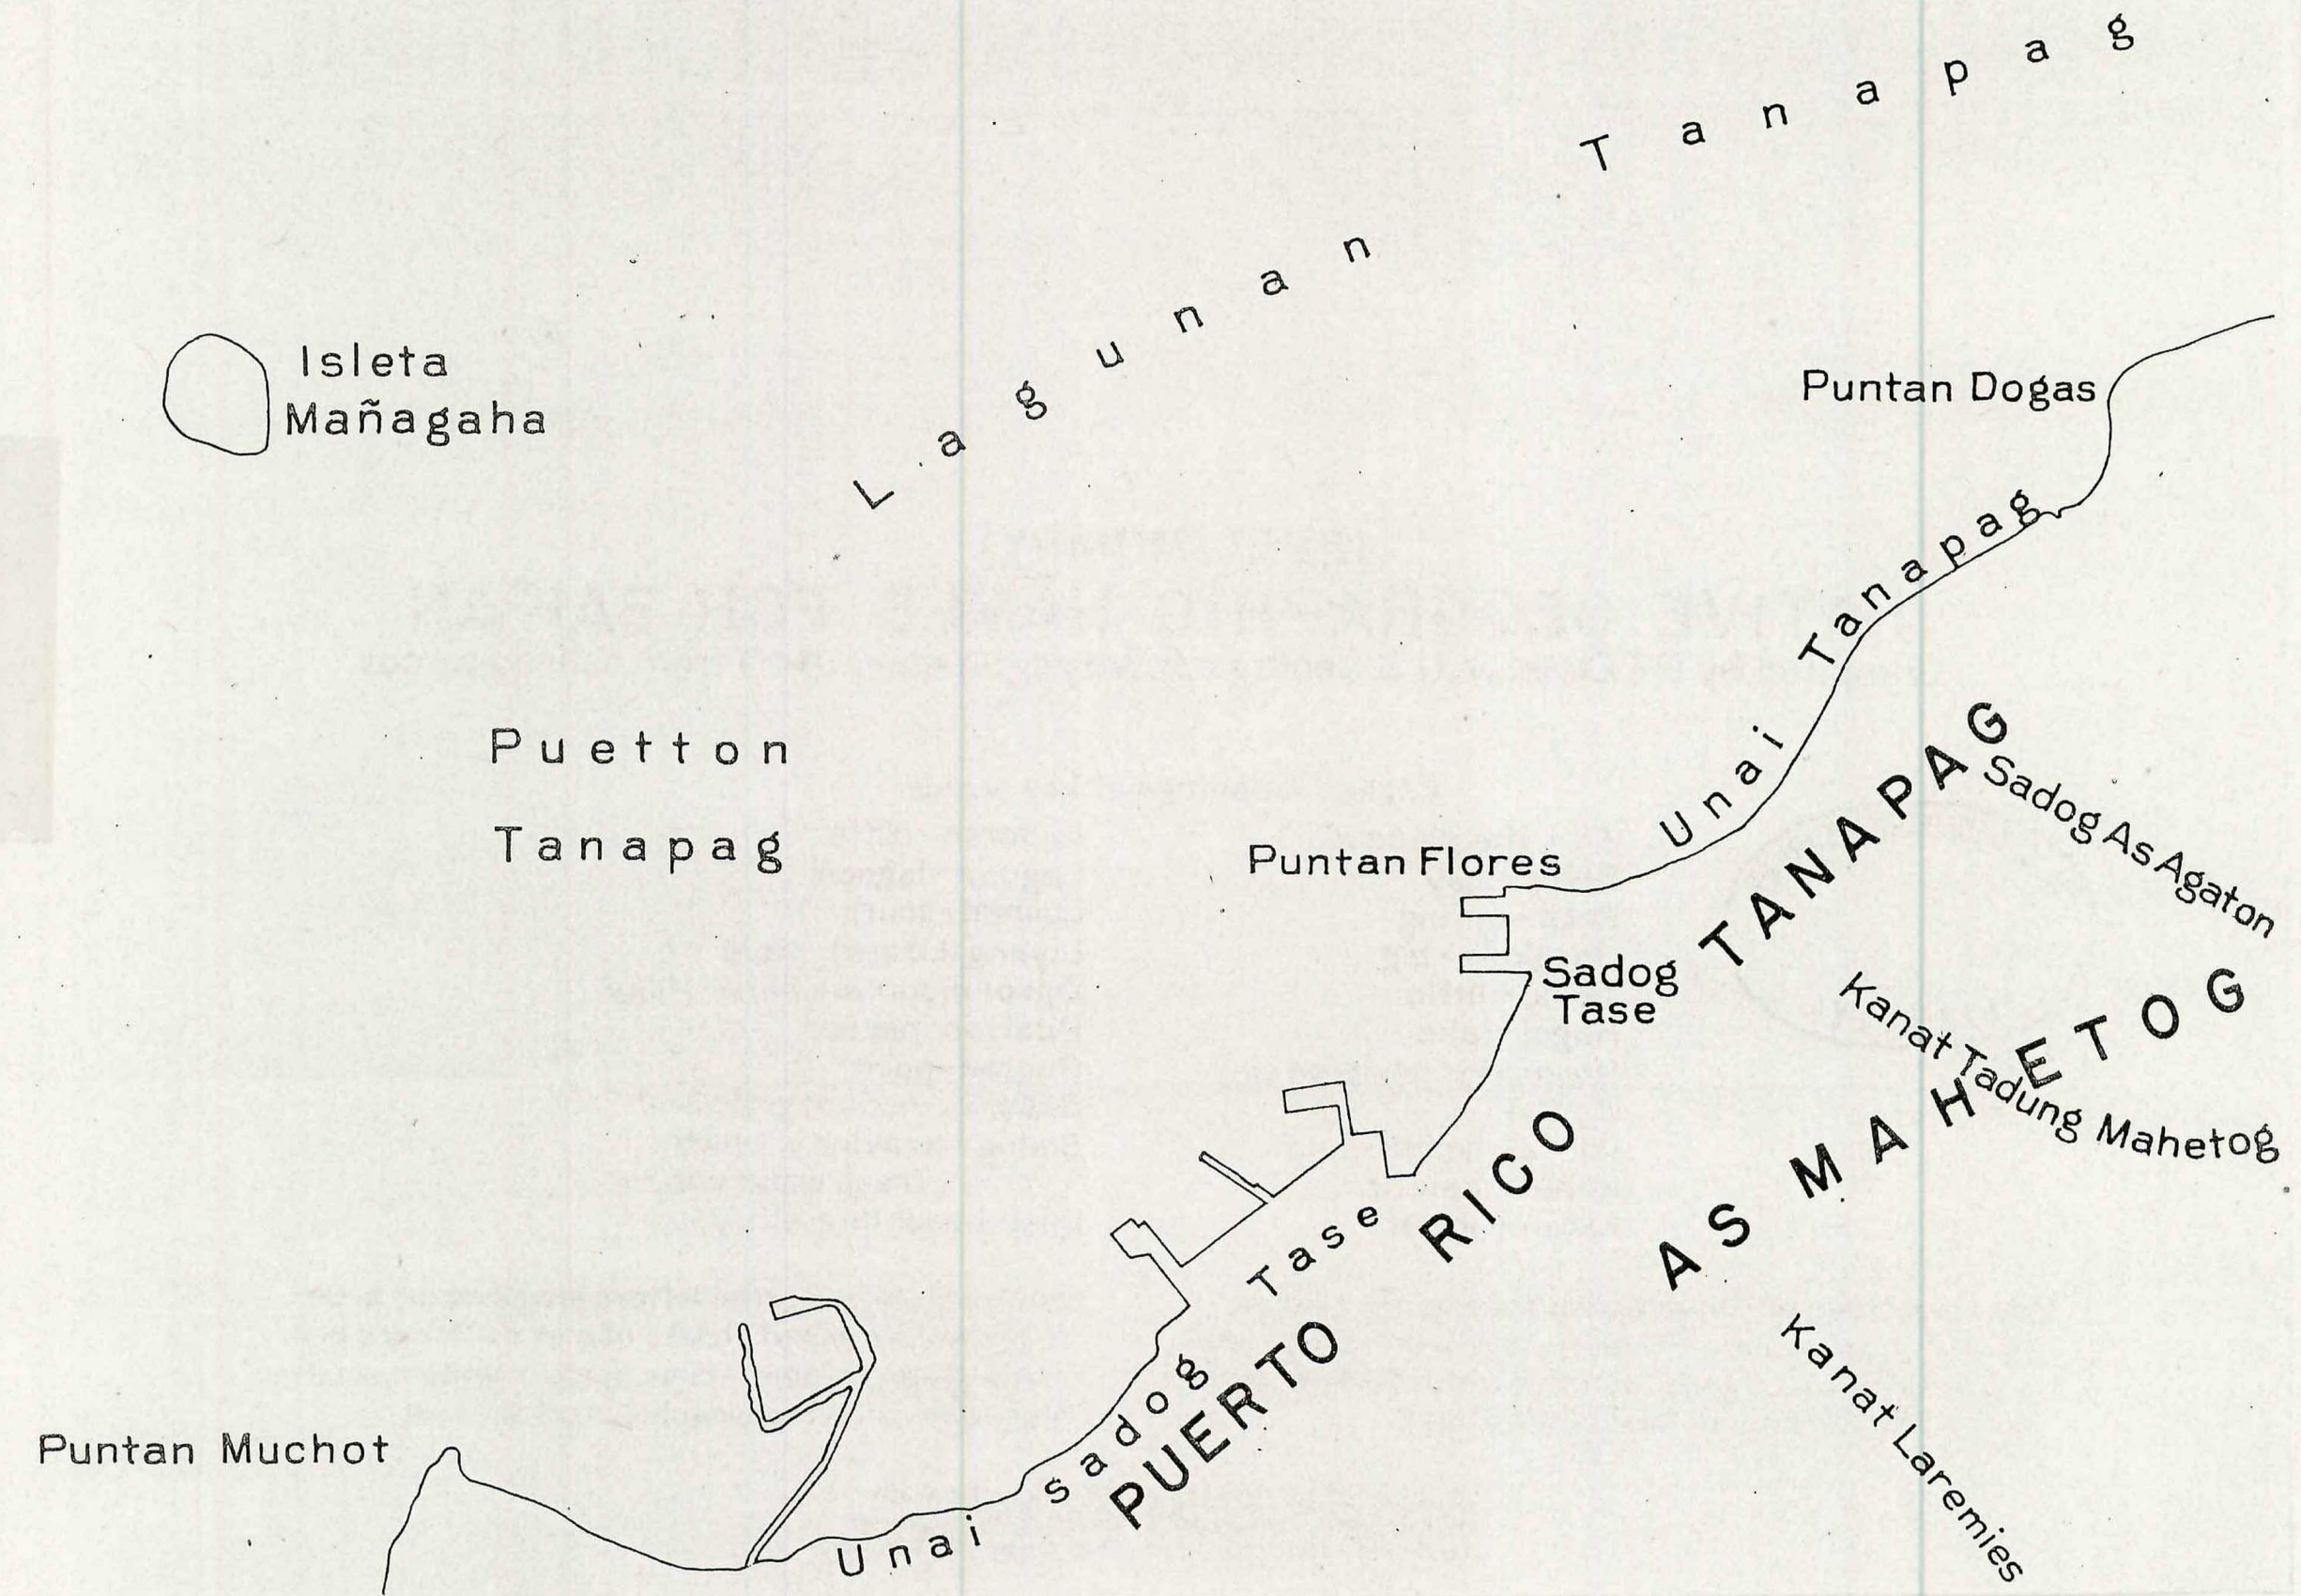 Lagunan Tanapag
Isleta
Mañagaha
Puntan Dogas
Unai Tanapag
Puetton
Tanapag
TANAPAG
Sadog As Agaton
Puntan Flores
Sadog
Tase
Kanat Tadung Mahetog
AS MAHETOG
PUERTO RICO
Unai sadog Tase
Kanat Laremies
Puntan Muchot